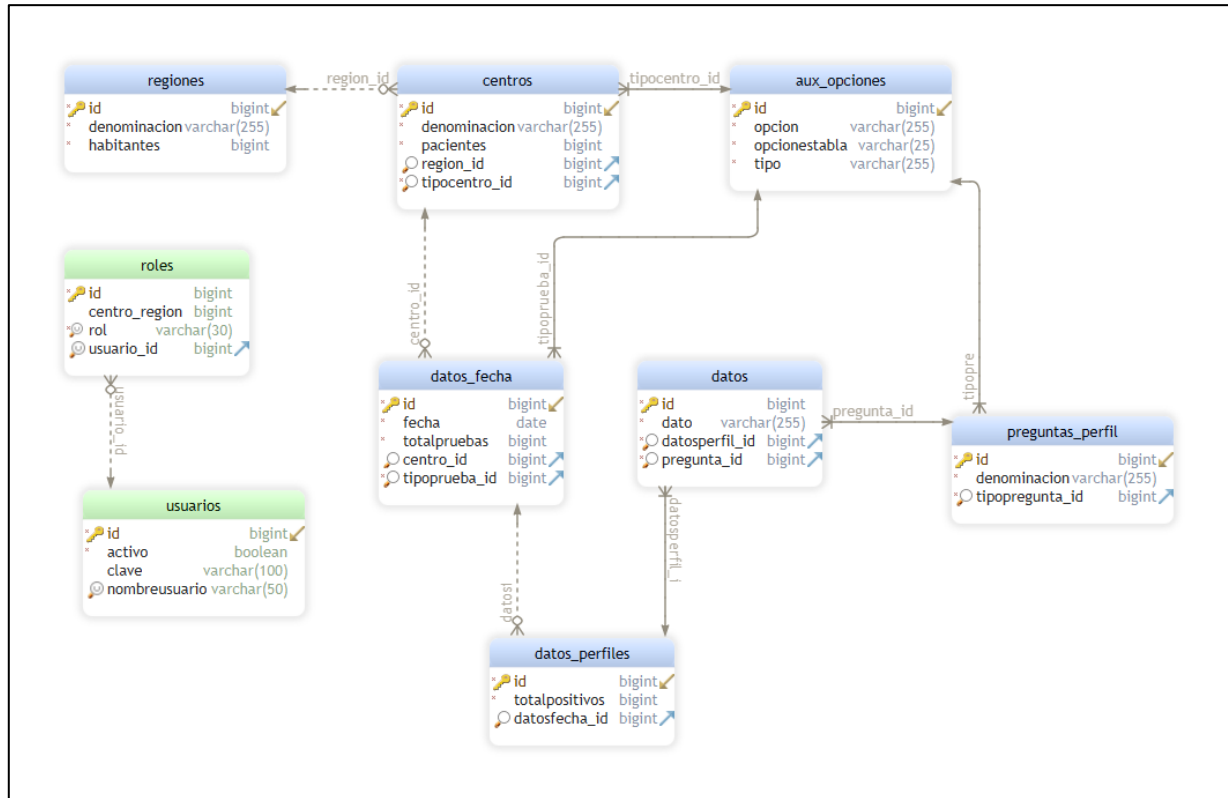 regiones
id bigint
denominacion varchar(255)
habitantes bigint
region_id
centros
id bigint
denominacion varchar(255)
pacientes bigint
region_id bigint
tipocentro_id bigint
tipocentro_id
aux_opciones
id bigint
opcion varchar(255)
opcionestabla varchar(25)
tipo varchar(255)
roles
id bigint
centro_region bigint
rol varchar(30)
usuario_id bigint
usuario_id
usuarios
id bigint
activo boolean
clave varchar(100)
nombreusuario varchar(50)
centro_id
tipoprueba_id
datos_fecha
id bigint
fecha date
totalpruebas bigint
centro_id bigint
tipoprueba_id bigint
datos
id bigint
dato varchar(255)
datosperfil_id bigint
pregunta_id bigint
pregunta_id
tipopre
preguntas_perfil
id bigint
denominacion varchar(255)
tipopregunta_id bigint
datosf
datosperfil_i
datos_perfiles
id bigint
totalpositivos bigint
datosfecha_id bigint